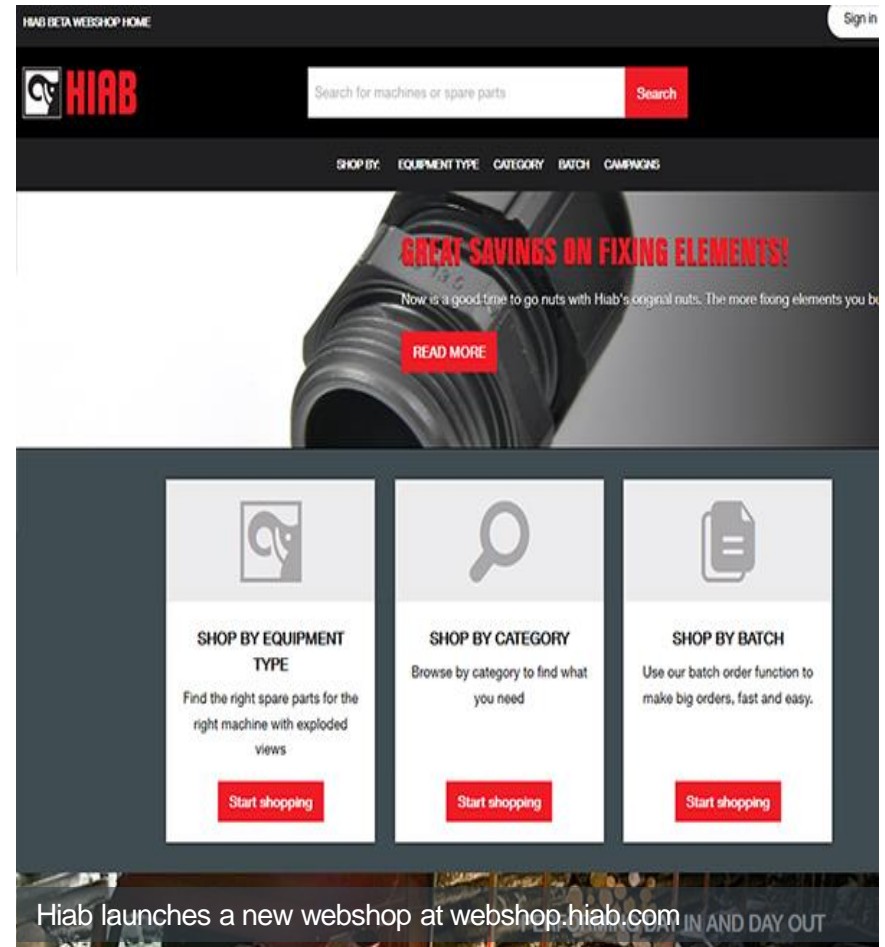 HIAB BETA WEBSHOP HOME
Sign in
HIAB
Search for machines or spare parts
Search
SHOP BY: EQUIPMENT TYPE CATEGORY BATCH CAMPAIGNS
GREAT SAVINGS ON FIXING ELEMENTS!
Now is a good time to go nuts with Hiab's original nuts. The more fixing elements you
READ MORE
SHOP BY EQUIPMENT
TYPE
Find the right spare parts for the
right machine with exploded
views
Start shopping
SHOP BY CATEGORY
Browse by category to find what
you need
Start shopping
SHOP BY BATCH
Use our batch order function to
make big orders, fast and easy.
Start shopping
Hiab launches a new webshop at webshop.hiab.com
PERFORMING DAY IN AND DAY OUT